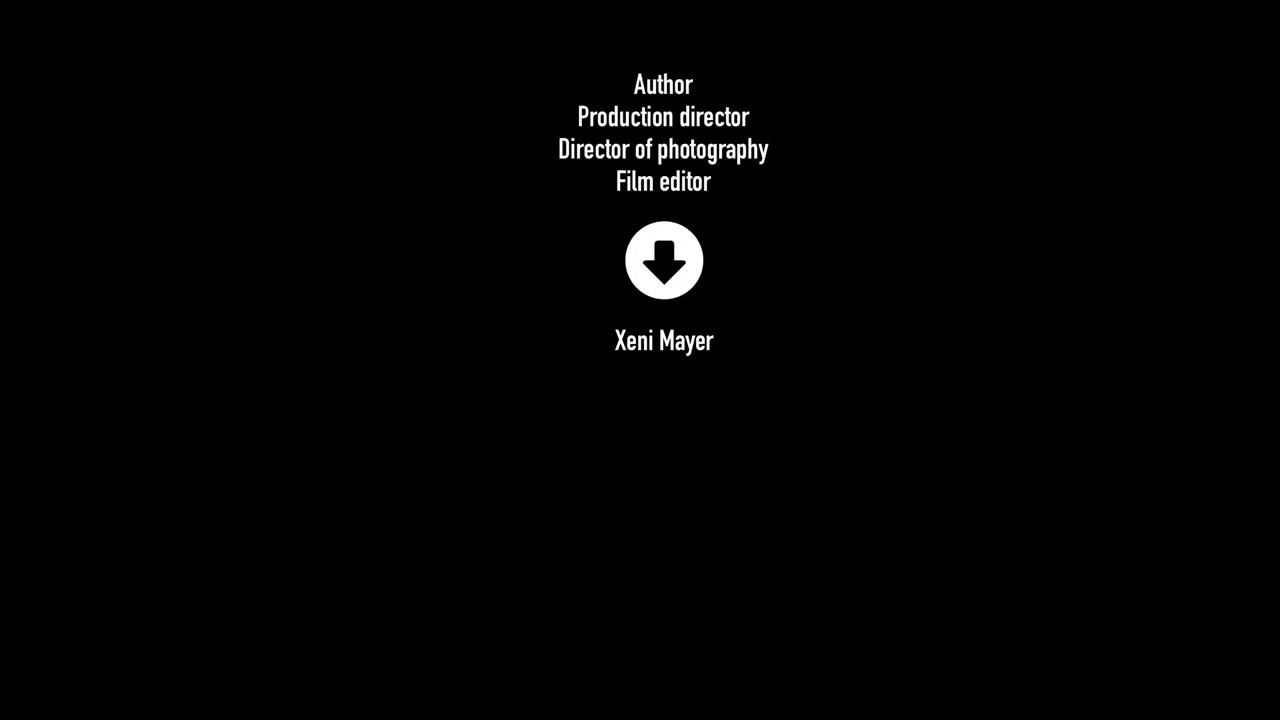 Author
Production director
Director of photography
Film editor
Xeni Mayer